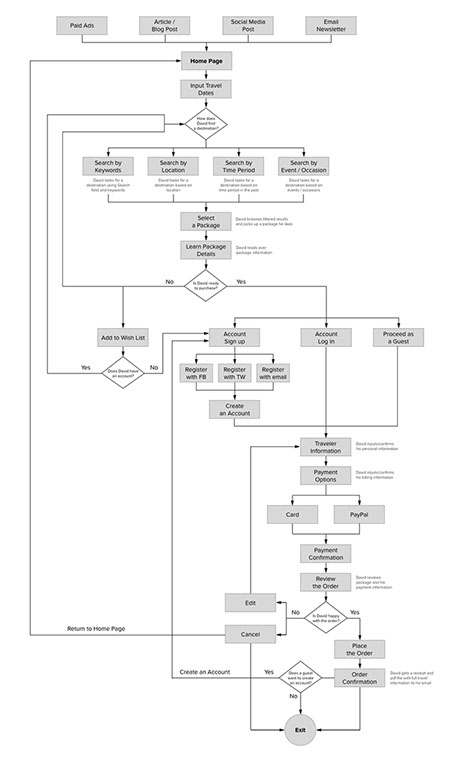 Paid Ads
Article /
Blog Post
Social Media
Post
Email
Newsletter
Home Page
Input Travel
Dates
How does
David find
a destination?
Search by
Keywords
Search by
Location
Search by
Time Period
Search by
Event / Occasion
David looks for a
destination using Search
field and keywords
David looks for a
destination based on
location
David looks for a
destination based on
time period in the past
David looks for a
destination based on
events / occasions
Select
a Package
David browses filtered results
and picks up a package he likes
Learn Package
Details
David reads over
package information
No
Is David ready
to purchase?
Yes
Add to Wish List
Account
Sign up
Account
Log in
Proceed as
a Guest
Yes
Does David have
an account?
No
Register
with FB
Register
with TW
Register
with email
Create
an Account
Traveler
Information
David inputs/confirms
his personal information
Payment
Options
David inputs/confirms
his billing information
Card
PayPal
Payment
Confirmation
Review
the Order
David reviews
package and his
payment information
Edit
No
Is David happy
with the order?
Yes
Return to Home Page
Cancel
Place
the Order
Create an Account
Yes
Does a guest
want to create
an account?
Order
Confirmation
David gets a receipt and
pdf file with full travel
information to his email
No
Exit